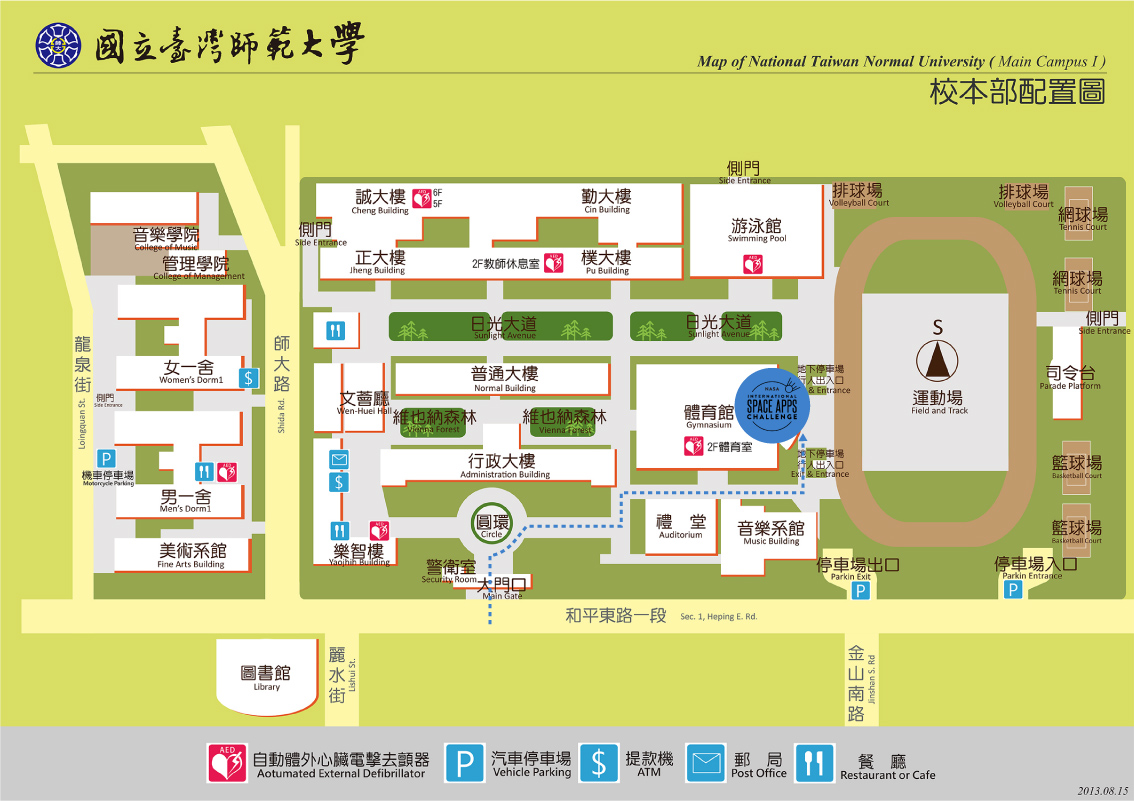 國立臺灣師範大學
Map of National Taiwan Normal University ( Main Campus I )
校本部配置圖
側門
Side Entrance
誠大樓
Cheng Building
AED
6F
5F
勤大樓
Cin Building
游泳館
Swimming Pool
AED
排球場
Volleyball Court
排球場
Volleyball Court
網球場
Tennis Court
音樂學院
College of Music
管理學院
College of Management
側門
Side Entrance
正大樓
Jheng Building
2F教師休息室
AED
樸大樓
Pu Building
網球場
Tennis Court
日光大道
Sunlight Avenue
日光大道
Sunlight Avenue
側門
Side Entrance
S
龍泉街
Loingquan St.
師大路
Shida Rd.
女一舍
Women's Dorm1
$
側門
Side Entrance
普通大樓
Normal Building
文薈廳
Wen-Huei Hall
維也納森林
Vienna Forest
維也納森林
Vienna Forest
體育館
Gymnasium
AED
2F體育室
NASA
INTERNATIONAL
SPACE APPS
CHALLENGE
地下停車場
行人出入口
& Entrance
地下停車場
行人出入口
Exit & Entrance
運動場
Field and Track
司令台
Parade Platform
P
機車停車場
Motorcycle Parking
AED
男一舍
Men's Dorm1
$
行政大樓
Administration Building
籃球場
Basketball Court
美術系館
Fine Arts Building
AED
樂智樓
Yaojhih Building
圓環
Circle
禮 堂
Auditorium
音樂系館
Music Building
籃球場
Basketball Court
警衛室
Security Room
大門口
Main Gate
停車場出口
Parkin Exit
P
停車場入口
Parkin Entrance
P
和平東路一段 Sec. 1, Heping E. Rd.
圖書館
Library
麗水街
Lishui St.
金山南路
Jinshan S. Rd
AED
自動體外心臟電擊去顫器
Aotumated External Defibrillator
P
汽車停車場
Vehicle Parking
$
提款機
ATM
郵 局
Post Office
餐 廳
Restaurant or Cafe
2013.08.15